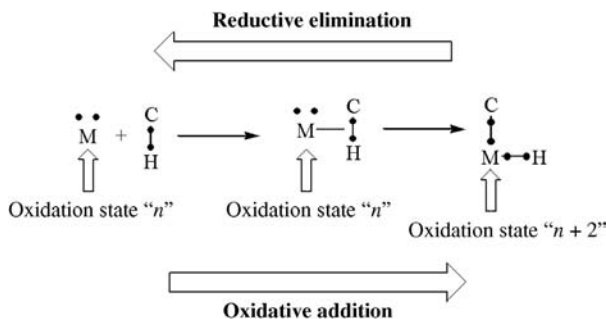 Reductive elimination
C C C
M + H M H M H
Oxidation state “n” Oxidation state “n” Oxidation state “n + 2”
Oxidative addition